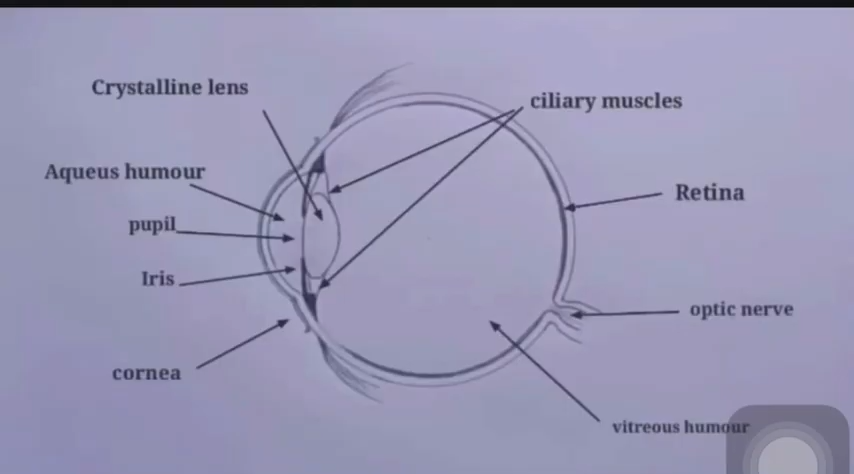 Crystalline lens
ciliary muscles
Aqueus humour
Retina
pupil
Iris
optic nerve
cornea
vitreous humour